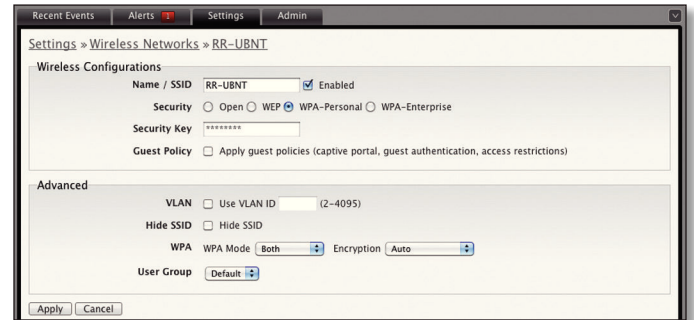 Recent Events Alerts 1 Settings Admin
Settings » Wireless Networks » RR-UBNT
Wireless Configurations
Name / SSID RR-UBNT Enabled
Security Open WEP WPA-Personal WPA-Enterprise
Security Key ********
Guest Policy Apply guest policies (captive portal, guest authentication, access restrictions)
Advanced
VLAN Use VLAN ID (2-4095)
Hide SSID Hide SSID
WPA WPA Mode Both Encryption Auto
User Group Default
Apply Cancel